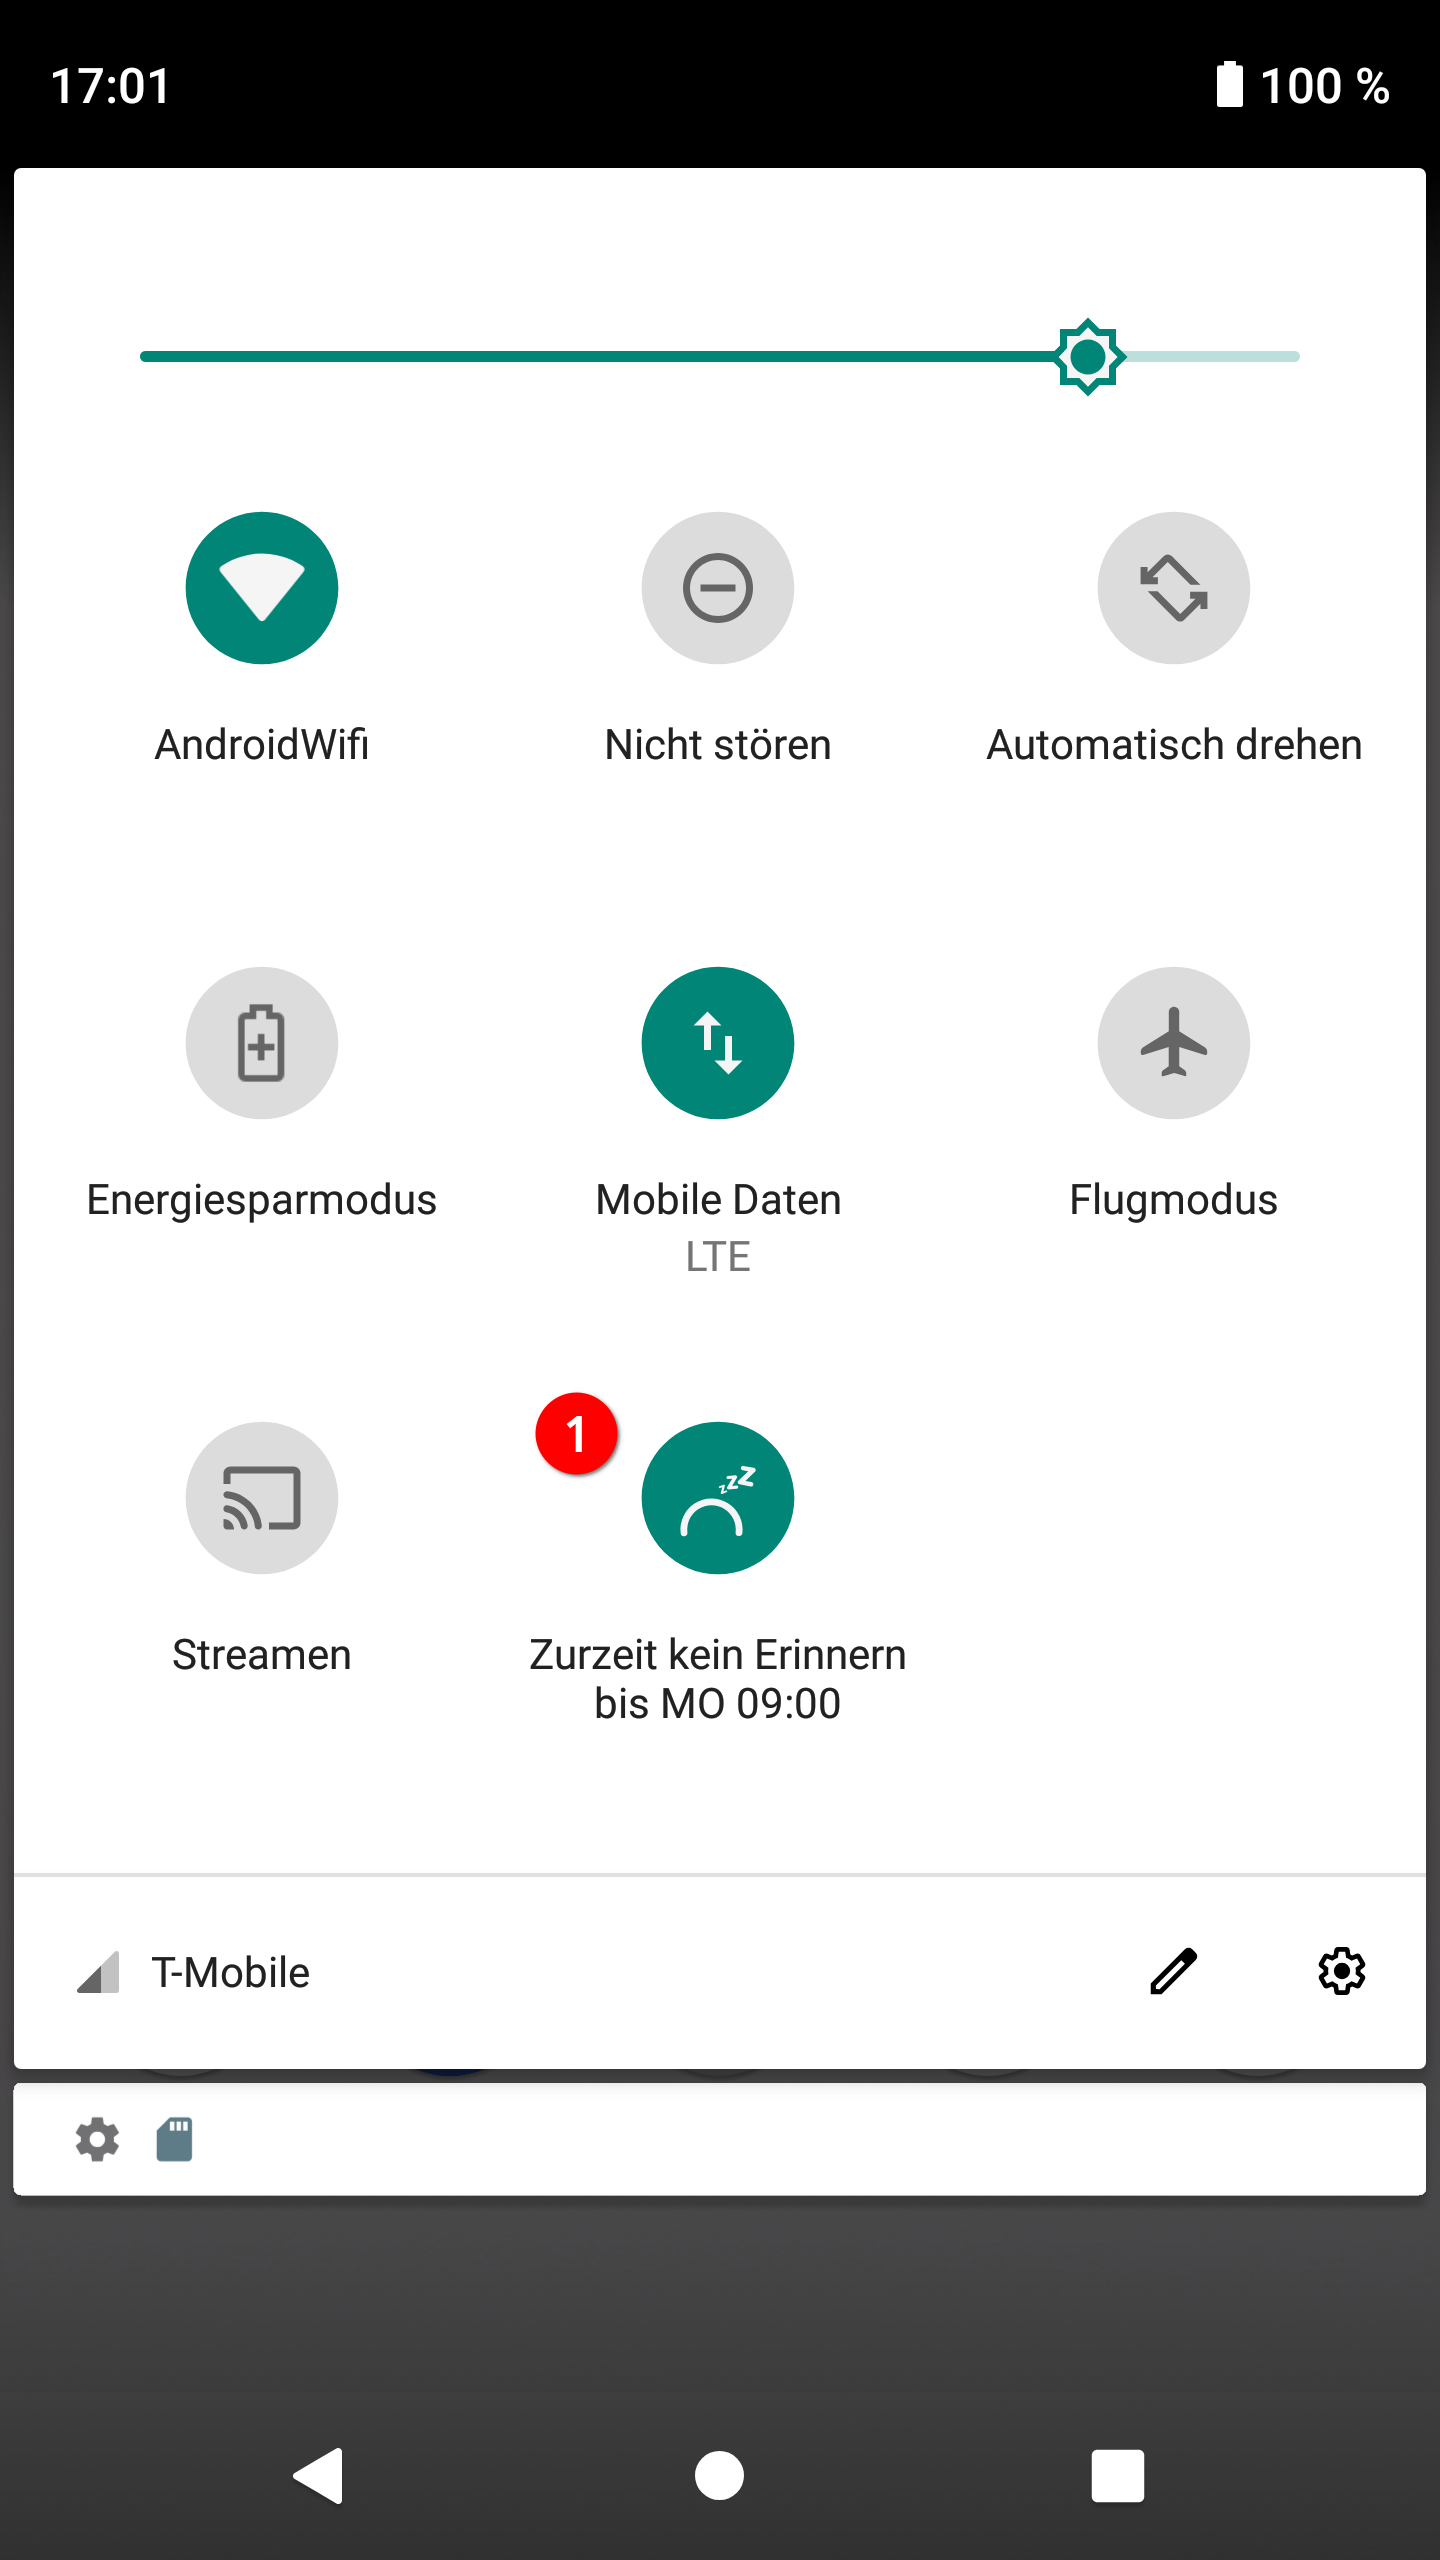 17:01
100 %
AndroidWifi
Nicht stören
Automatisch drehen
Energiesparmodus
Mobile Daten
LTE
Flugmodus
1
zzz
Streamen
Zurzeit kein Erinnern
bis MO 09:00
T-Mobile